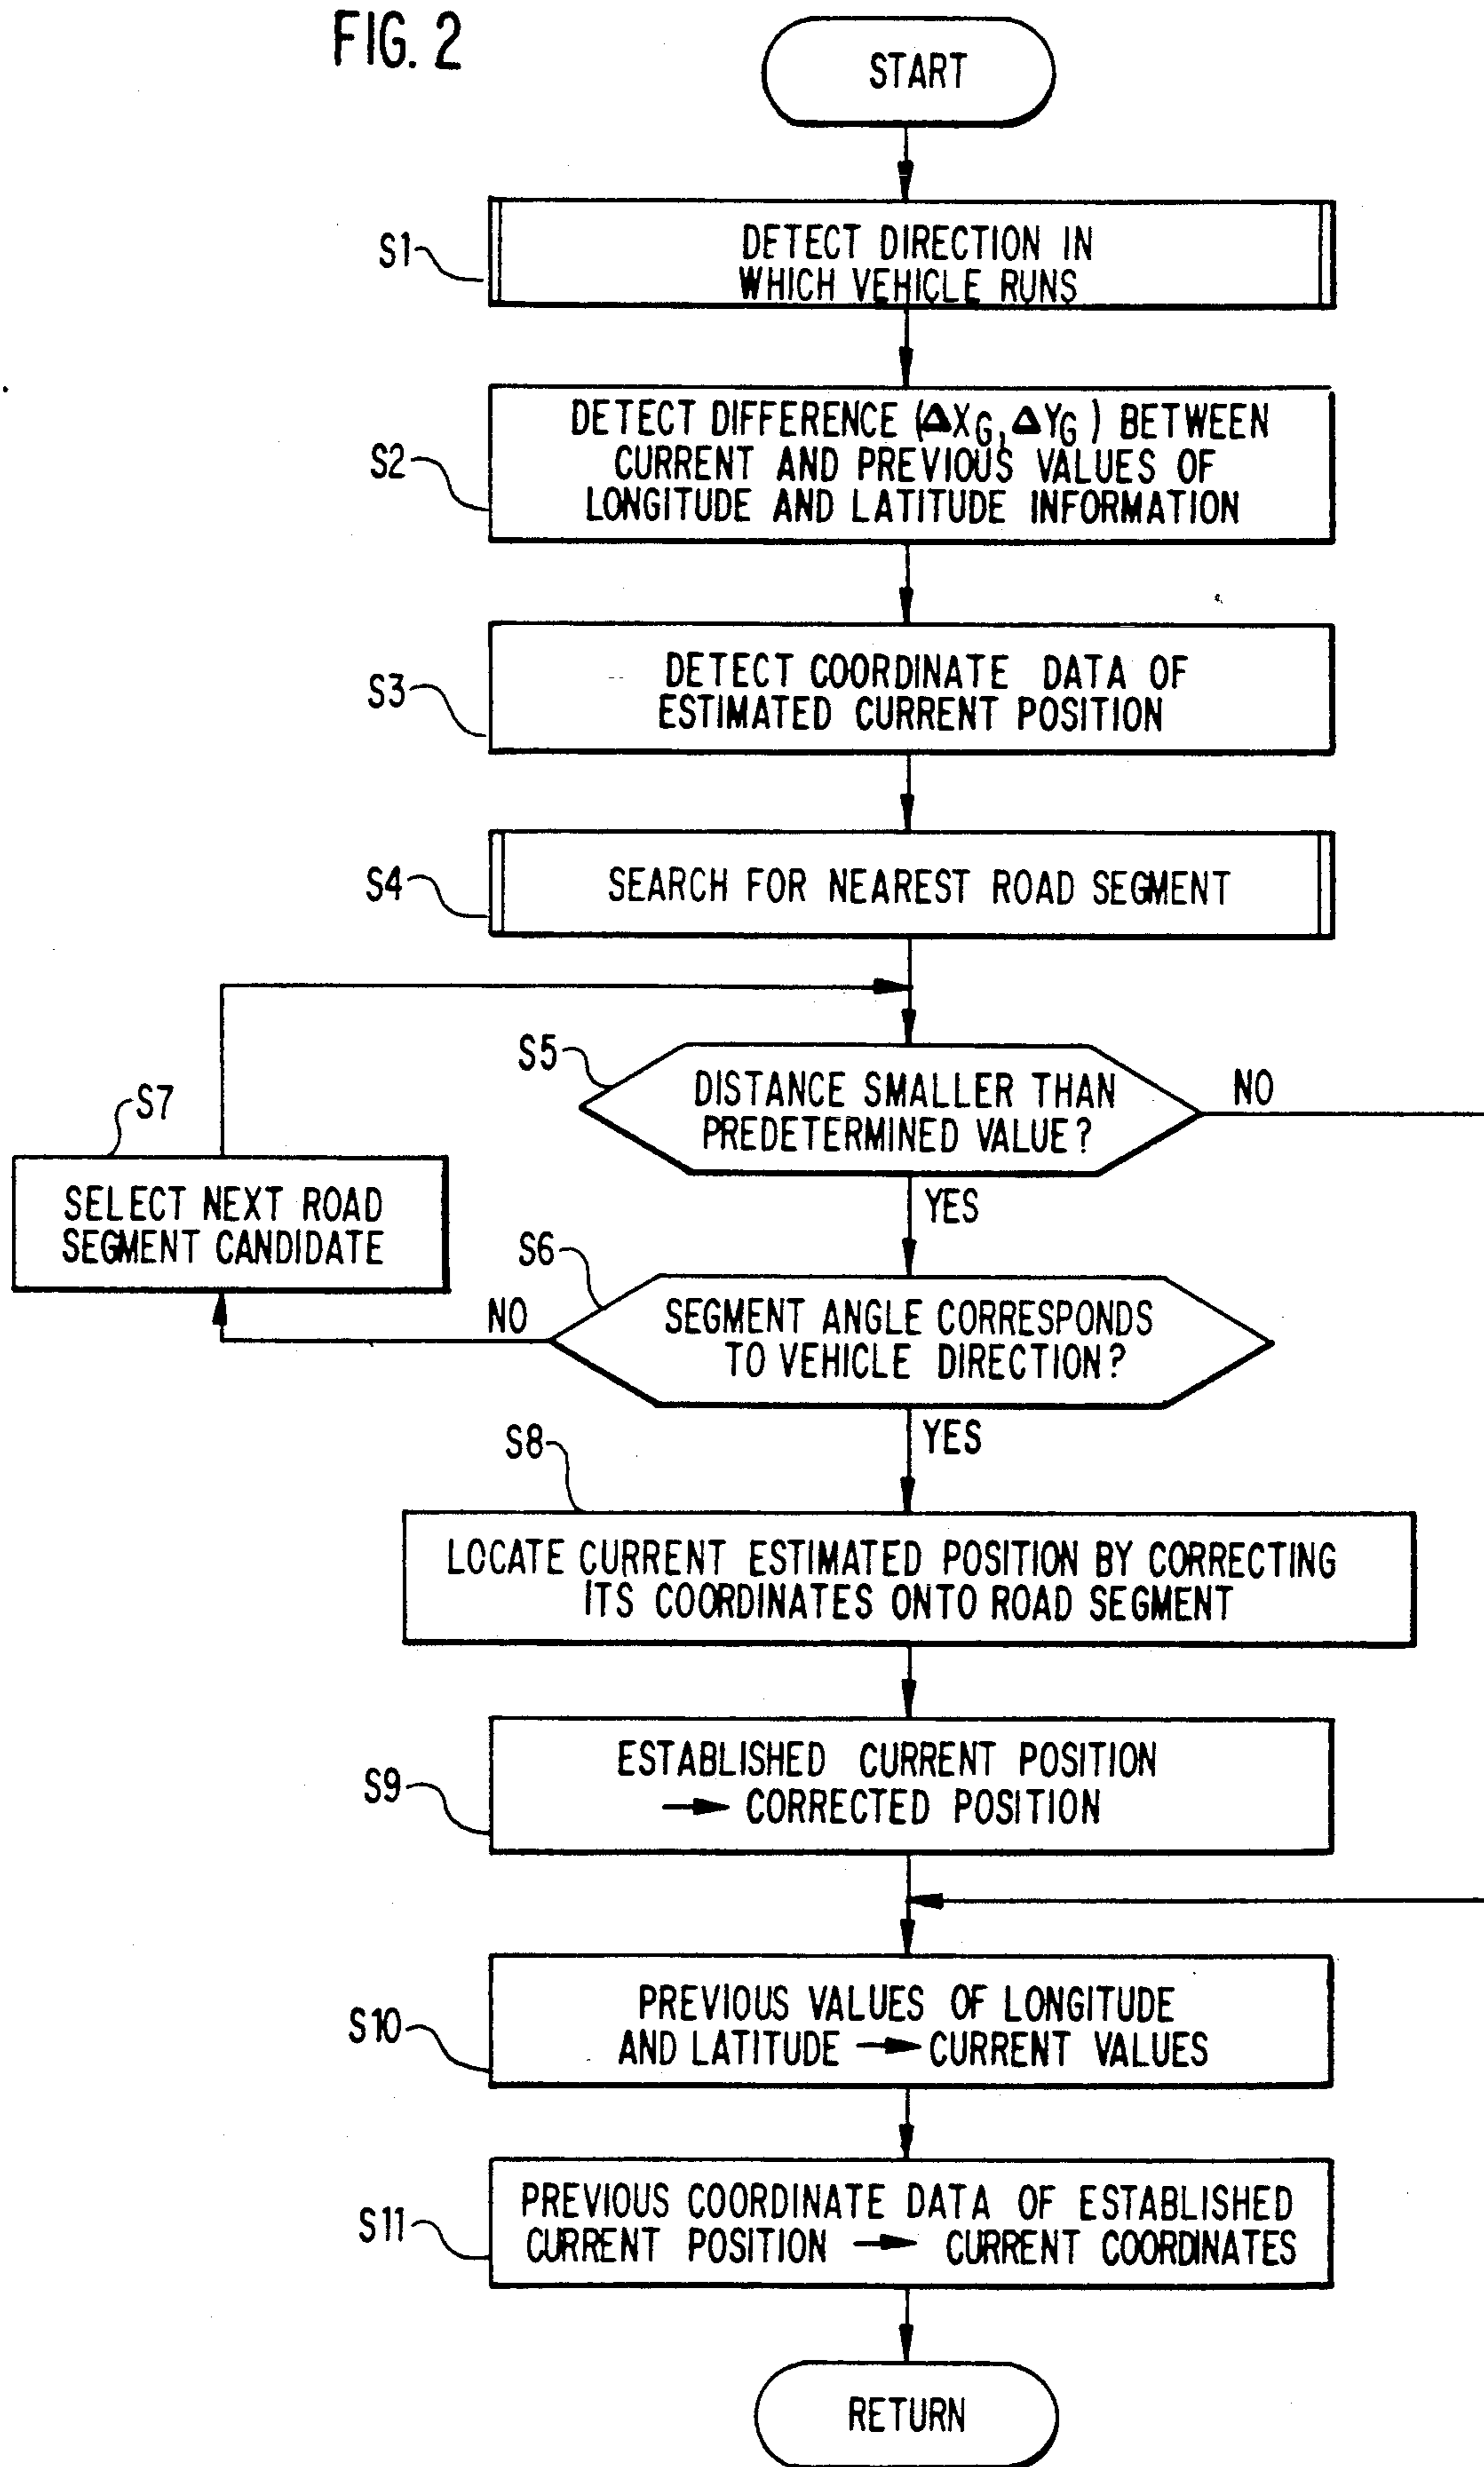 FIG. 2
START
S1
DETECT DIRECTION IN
WHICH VEHICLE RUNS
S2
DETECT DIFFERENCE (ΔXG, ΔYG) BETWEEN
CURRENT AND PREVIOUS VALUES OF
LONGITUDE AND LATITUDE INFORMATION
S3
DETECT COORDINATE DATA OF
ESTIMATED CURRENT POSITION
S4
SEARCH FOR NEAREST ROAD SEGMENT
S5
DISTANCE SMALLER THAN
PREDETERMINED VALUE?
NO
YES
S7
SELECT NEXT ROAD
SEGMENT CANDIDATE
S6
SEGMENT ANGLE CORRESPONDS
TO VEHICLE DIRECTION?
NO
YES
S8
LOCATE CURRENT ESTIMATED POSITION BY CORRECTING
ITS COORDINATES ONTO ROAD SEGMENT
S9
ESTABLISHED CURRENT POSITION
→ CORRECTED POSITION
S10
PREVIOUS VALUES OF LONGITUDE
AND LATITUDE → CURRENT VALUES
S11
PREVIOUS COORDINATE DATA OF ESTABLISHED
CURRENT POSITION → CURRENT COORDINATES
RETURN